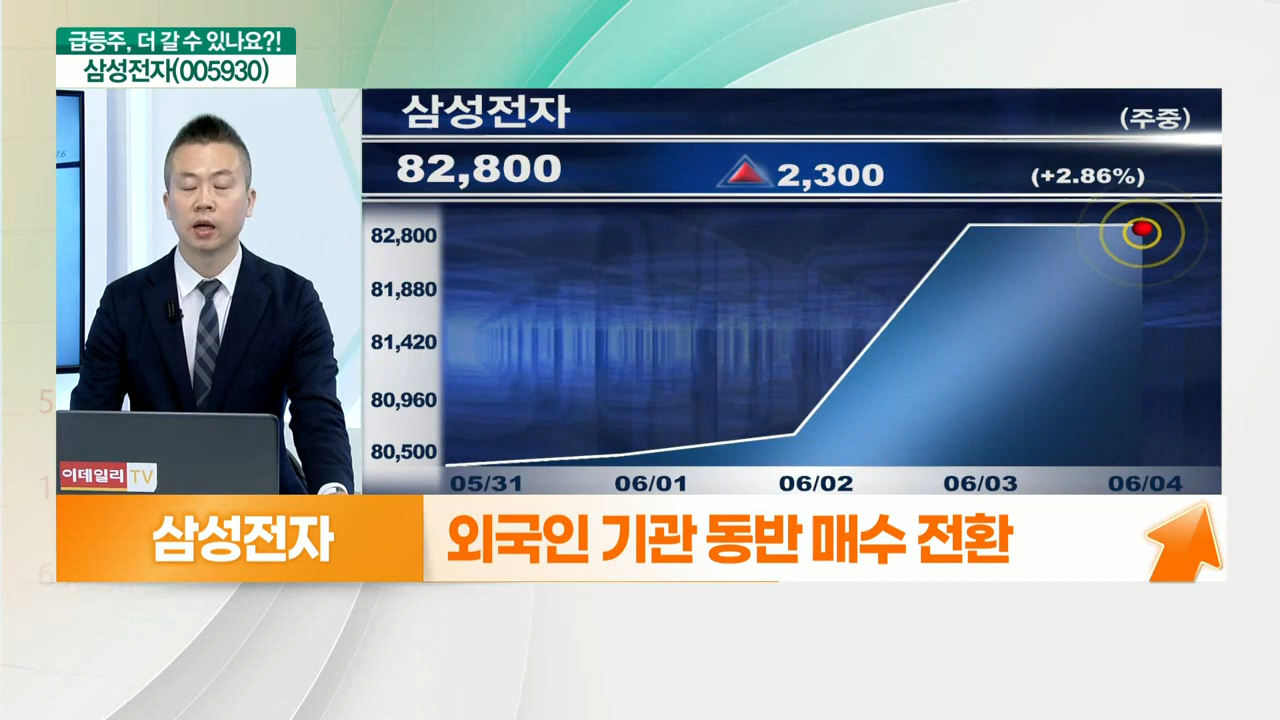 급등주, 더 갈 수 있나요?!
삼성전자(005930)
삼성전자
(주중)
82,800
2,300
(+2.86%)
82,800
81,880
81,420
80,960
80,500
05/31
06/01
06/02
06/03
06/04
이데일리 TV
삼성전자
외국인 기관 동반 매수 전환